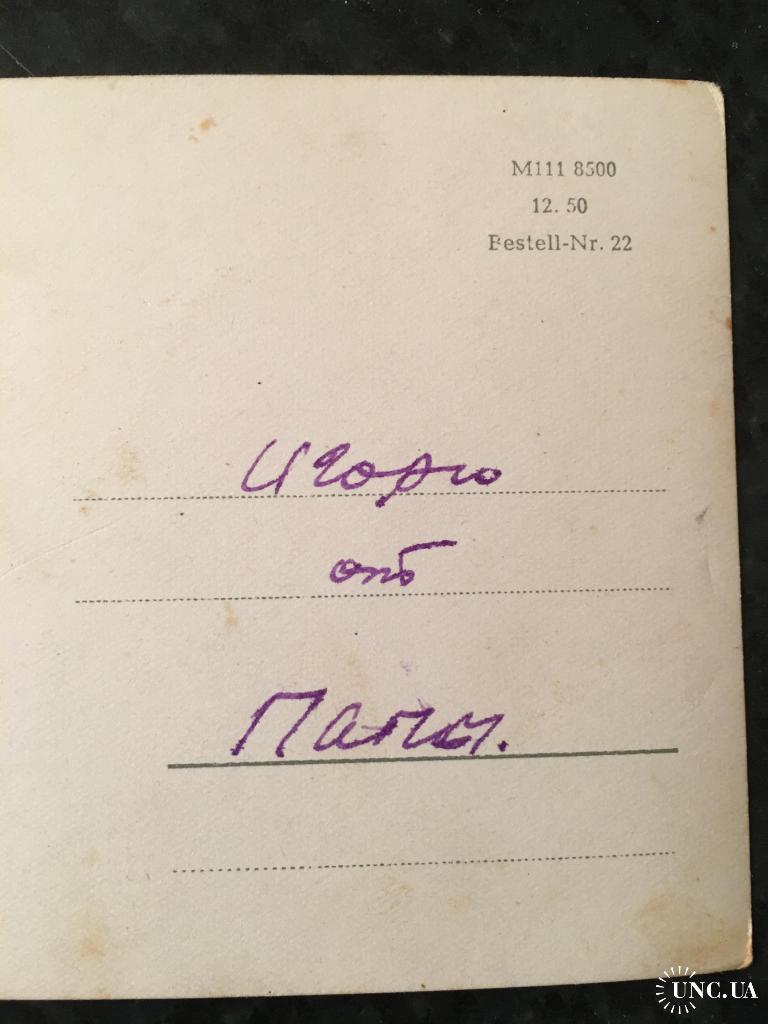 M111 8500
12. 50
Bestell-Nr. 22
Игорю
от
Папы.
UNC.UA